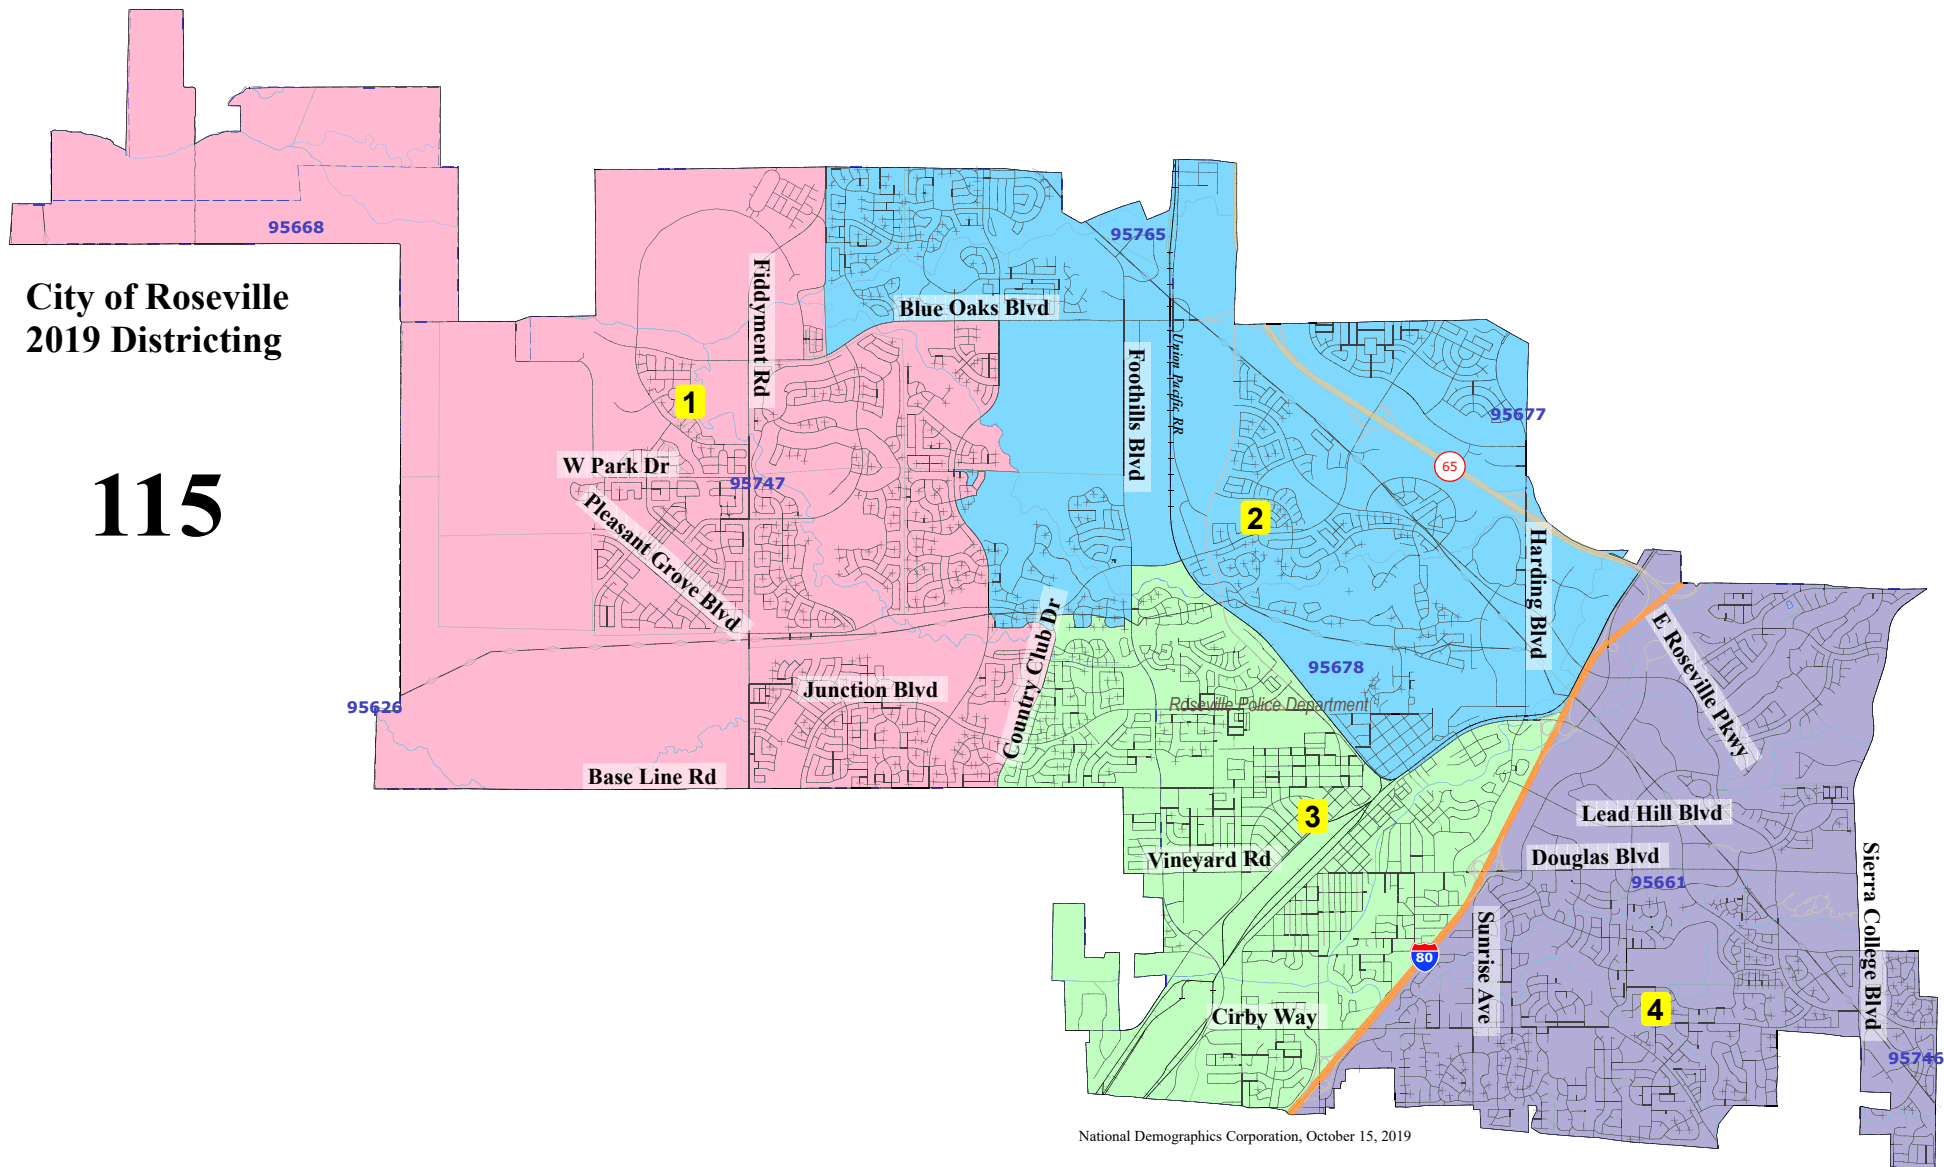 95668
95765
City of Roseville
2019 Districting
Fiddyment Rd
Blue Oaks Blvd
Foothills Blvd
Union Pacific RR
1
95677
65
115
W Park Dr
95747
Pleasant Grove Blvd
2
Harding Blvd
Country Club Dr
E Roseville Pkwy
95678
95626
Junction Blvd
Roseville Police Department
Base Line Rd
3
Lead Hill Blvd
Vineyard Rd
Douglas Blvd
95661
Sierra College Blvd
Sunrise Ave
80
Cirby Way
4
95746
National Demographics Corporation, October 15, 2019